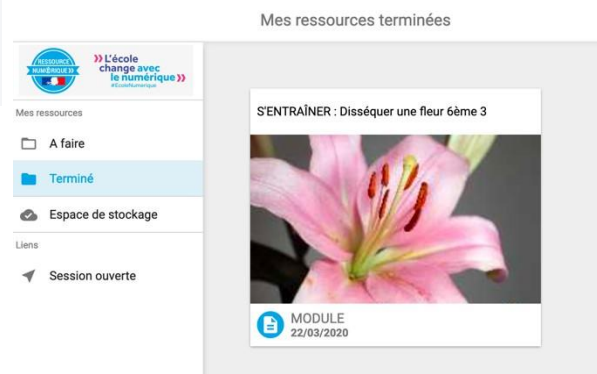 Mes ressources terminées
RESSOURCE
NUMÉRIQUE
»L'école
change avec
le numérique»
#EcoleNumerique
Mes ressources
A faire
Terminé
Espace de stockage
Liens
Session ouverte
S'ENTRAÎNER : Disséquer une fleur 6ème 3
MODULE
22/03/2020